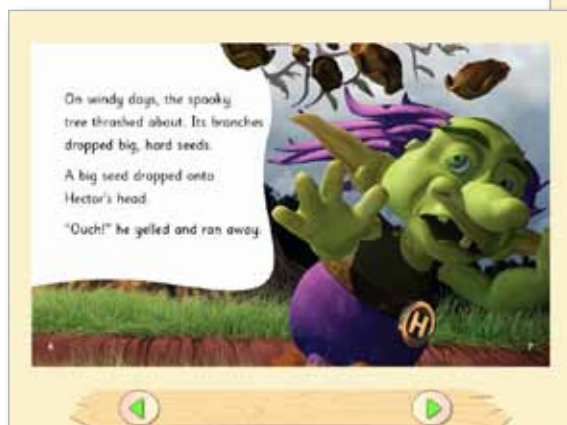 On windy days, the spooky
tree thrashed about. Its branches
dropped big, hard seeds.
A big seed dropped onto
Hector's head.
"Ouch!" he yelled and ran away.
H